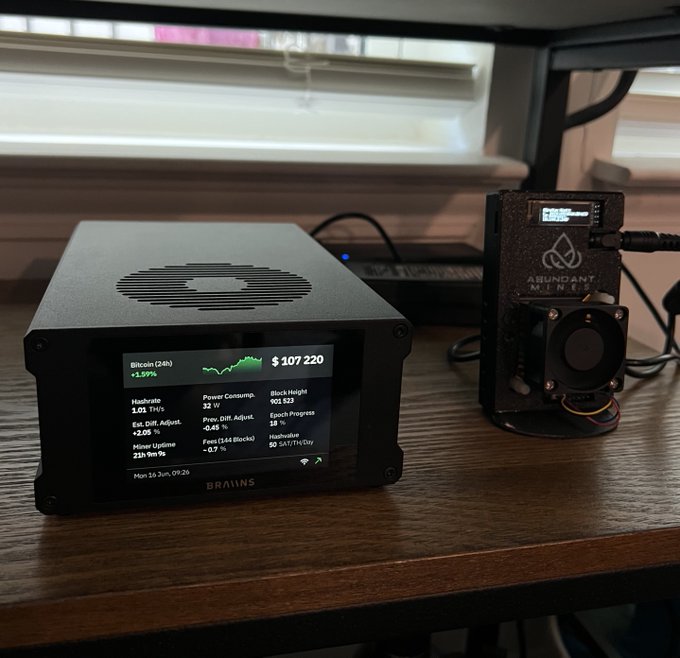 Bitcoin (24h)
+1.59%
$ 107 220
Hashrate
1.01 TH/s
Power Consump.
32 W
Block Height
901 523
Est. Diff. Adjust.
+2.05 %
Prev. Diff. Adjust.
-0.45 %
Epoch Progress
18 %
Miner Uptime
21h 9m 9s
Fees (144 Blocks)
~ 0.7 %
Hashvalue
50 SAT/TH/Day
Mon 16 Jun, 09:26
BRAIINS
ABUNDANT
MINES